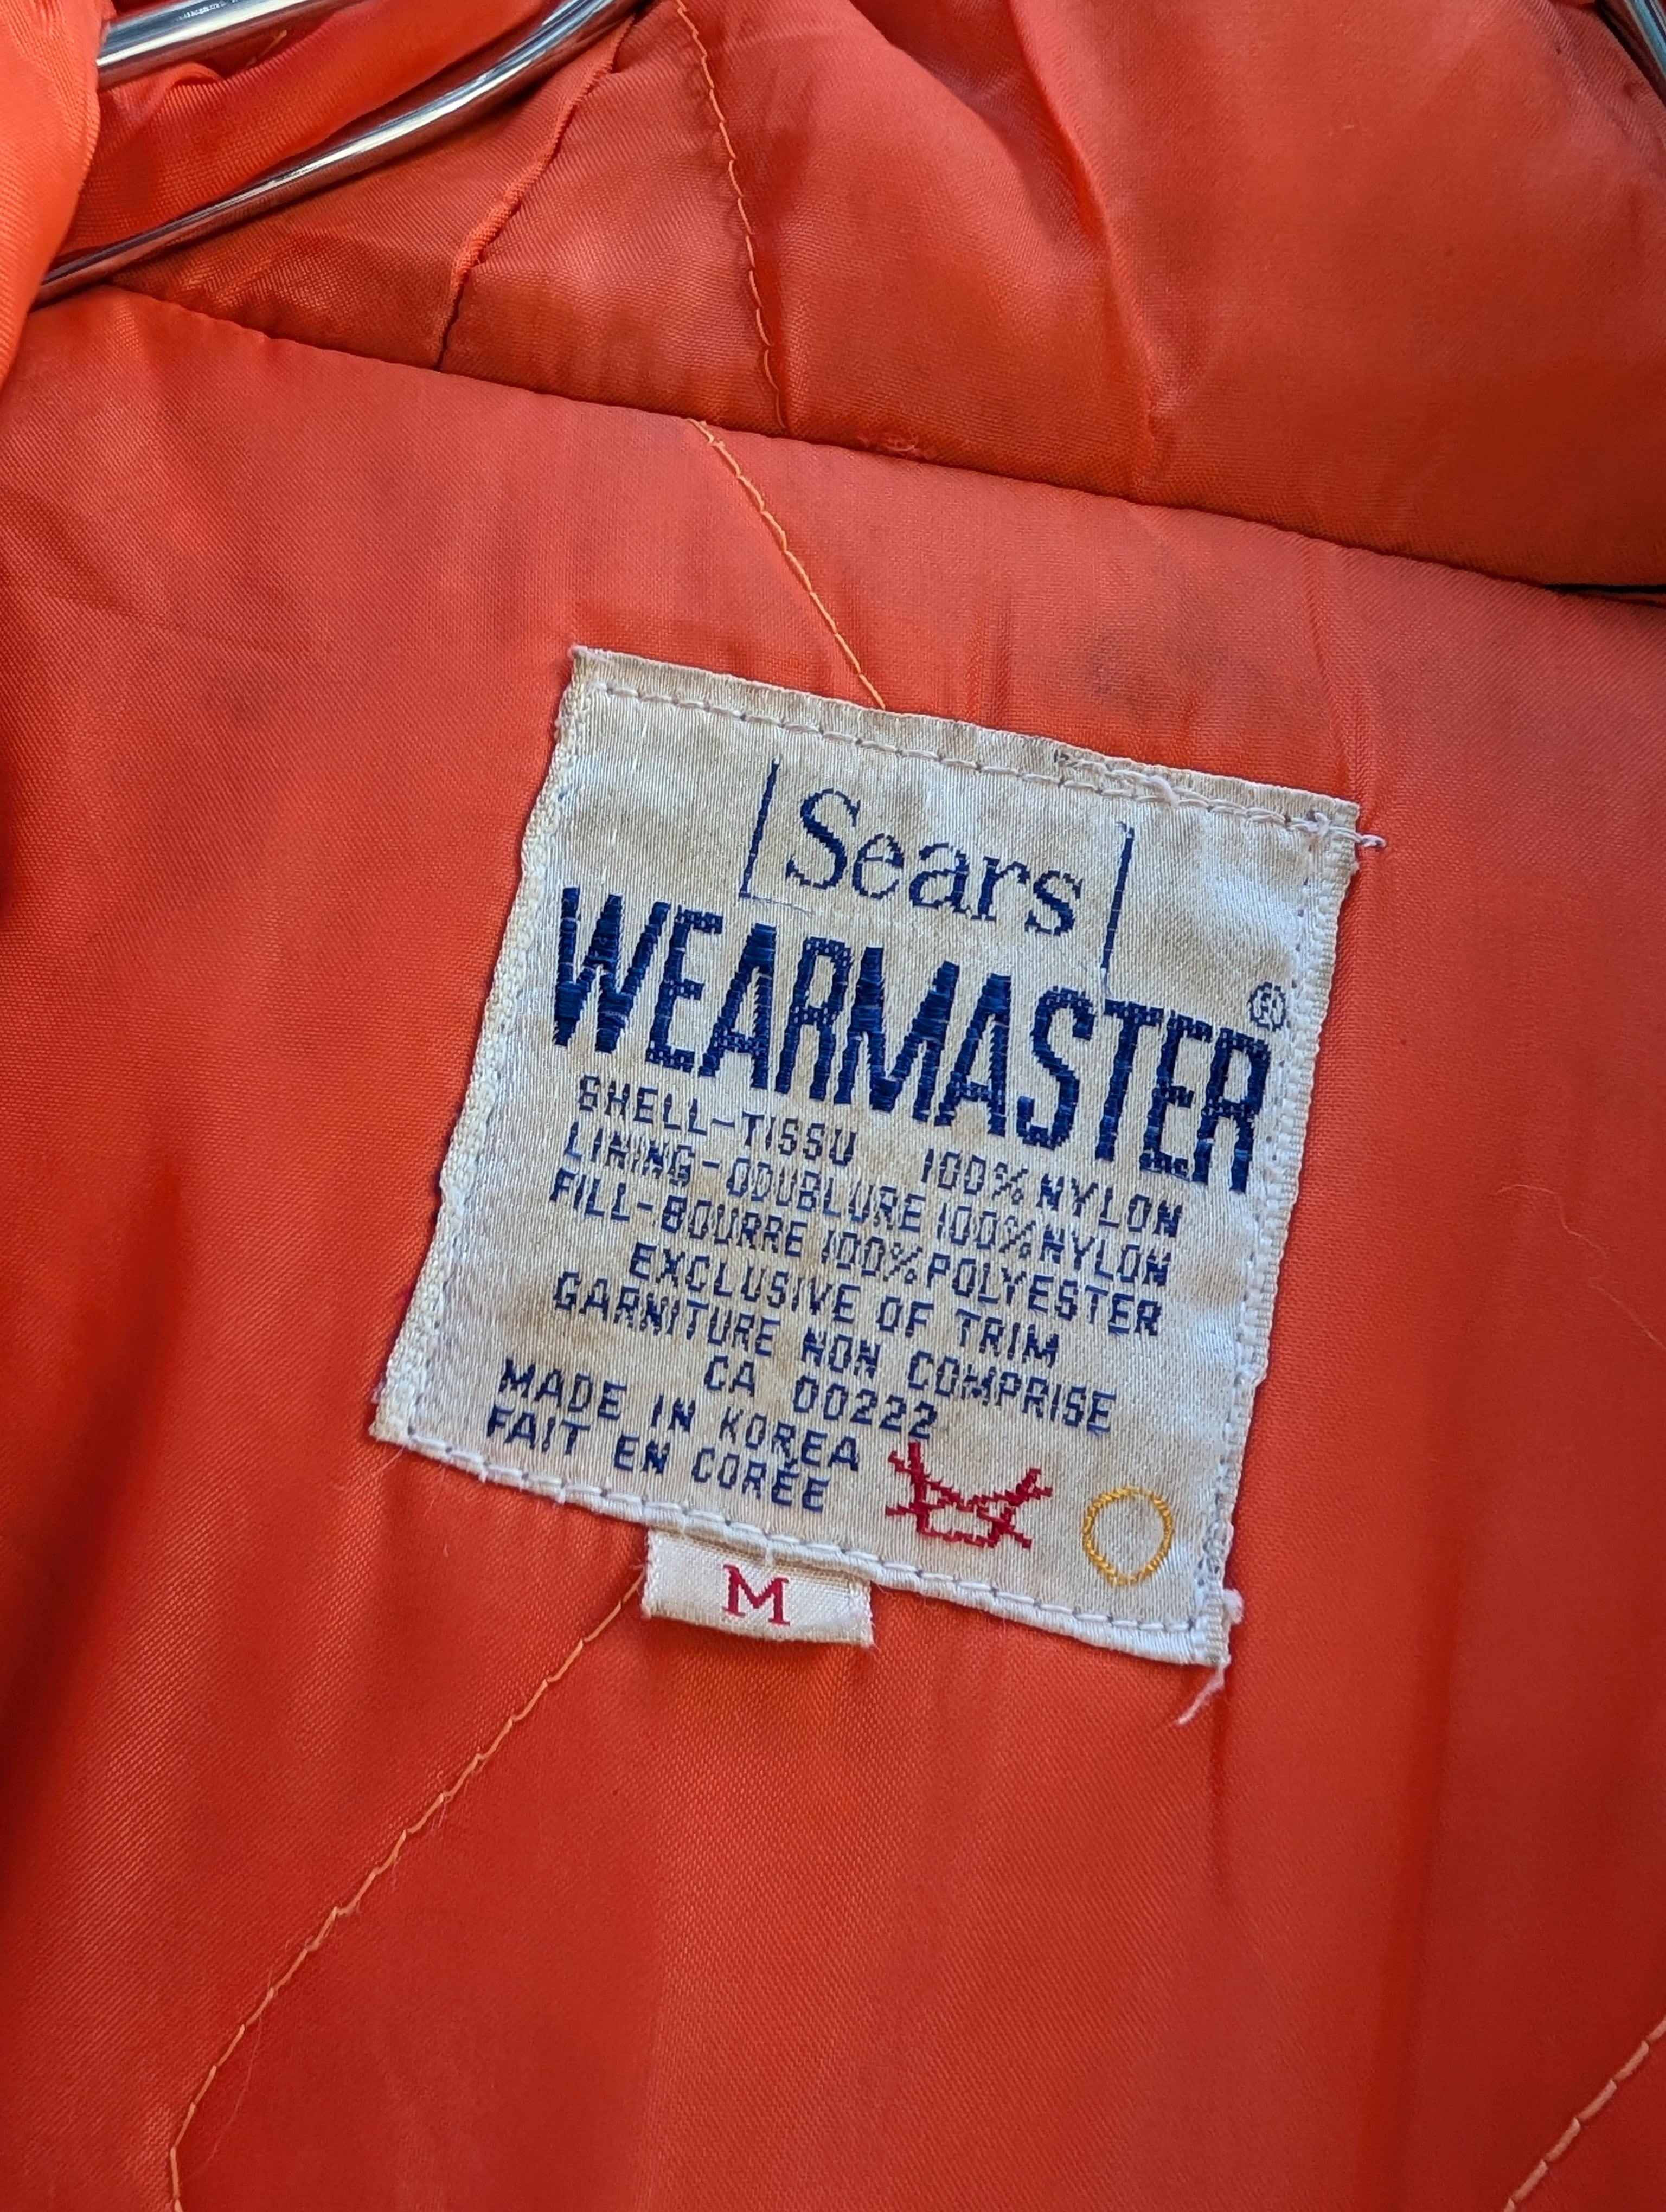 Sears
WEARMASTER®
SHELL-TISSU 100% NYLON
LINING-DOUBLURE 100% NYLON
FILL-BOURRE 100% POLYESTER
EXCLUSIVE OF TRIM
GARNITURE NON COMPRISE
CA 00222
MADE IN KOREA
FAIT EN CORÉE
M